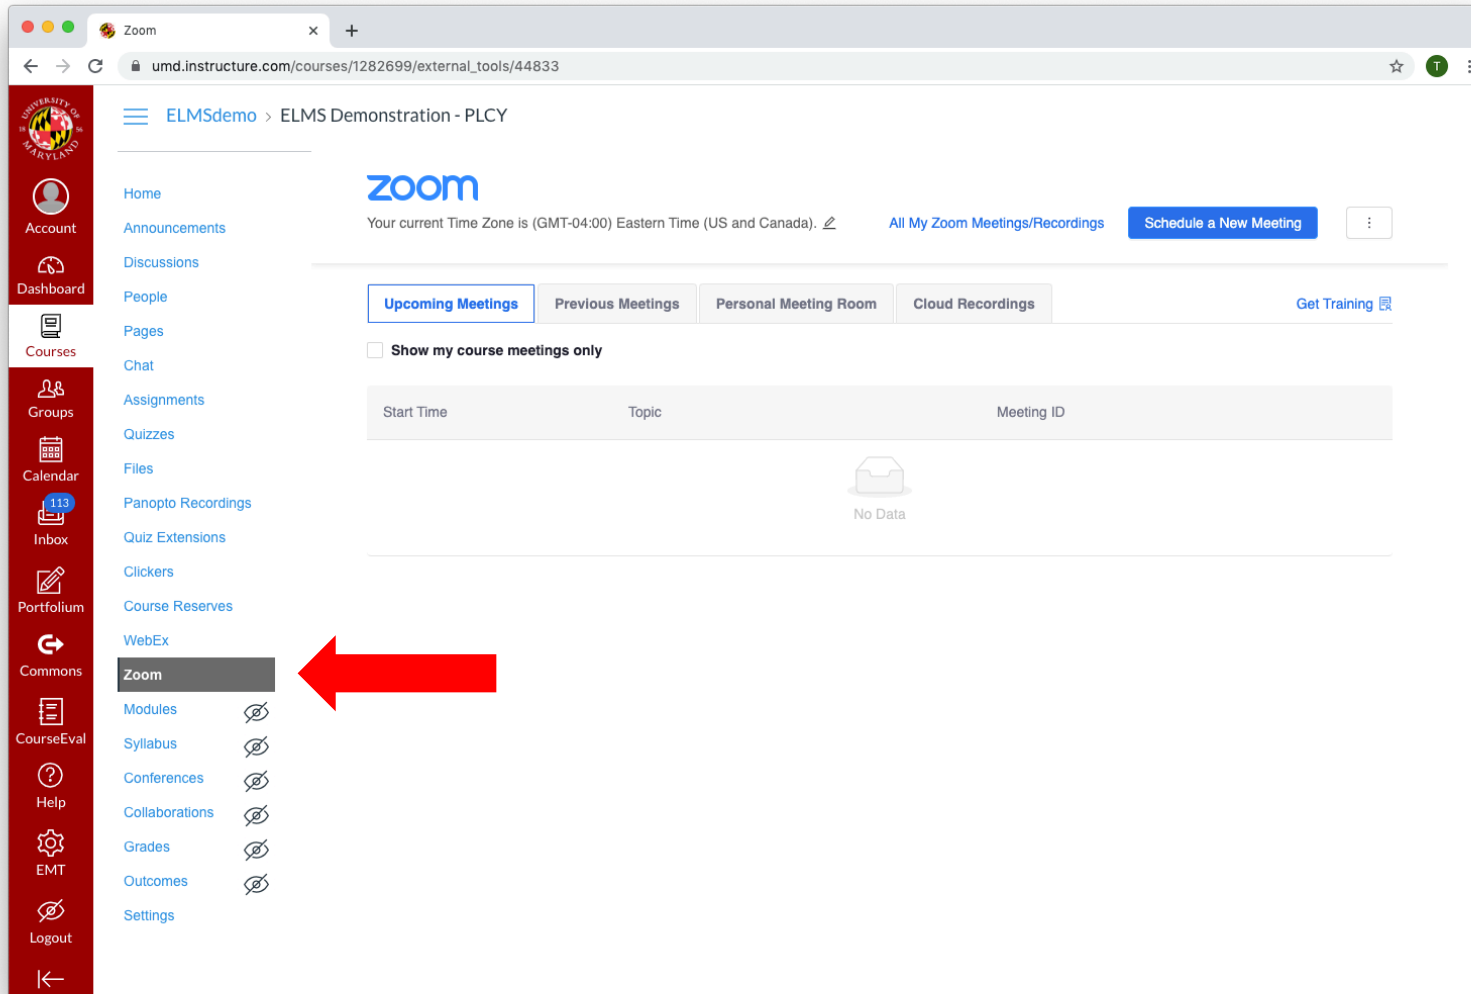 Zoom
umd.instructure.com/courses/1282699/external_tools/44833
T
UNIVERSITY OF
18 56
MARYLAND
ELMSdemo › ELMS Demonstration - PLCY
Account
Dashboard
Courses
Groups
Calendar
113
Inbox
Portfolium
Commons
CourseEval
Help
EMT
Logout
Home
Announcements
Discussions
People
Pages
Chat
Assignments
Quizzes
Files
Panopto Recordings
Quiz Extensions
Clickers
Course Reserves
WebEx
Zoom
Modules
Syllabus
Conferences
Collaborations
Grades
Outcomes
Settings
zoom
Your current Time Zone is (GMT-04:00) Eastern Time (US and Canada).
All My Zoom Meetings/Recordings
Schedule a New Meeting
Upcoming Meetings
Previous Meetings
Personal Meeting Room
Cloud Recordings
Get Training
Show my course meetings only
Start Time
Topic
Meeting ID
No Data